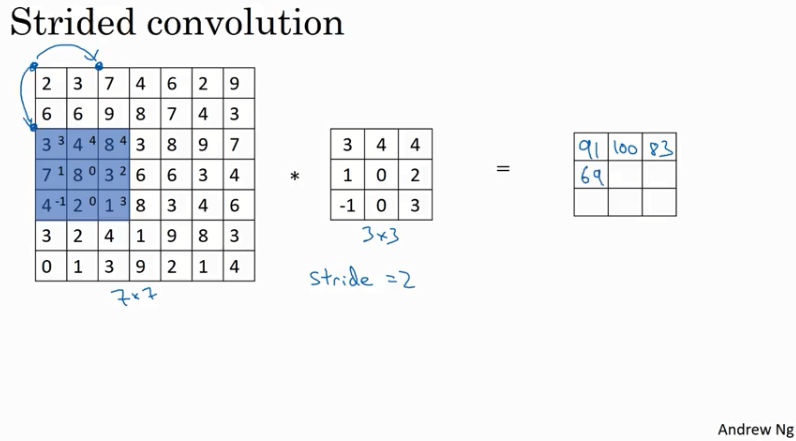 Strided convolution
2 3 7 4 6 2 9
6 6 9 8 7 4 3
3 3 4 4 8 4 3 8 9 7
7 1 8 0 3 2 6 6 3 4
4 -1 2 0 1 3 8 3 4 6
3 2 4 1 9 8 3
0 1 3 9 2 1 4
7×7
*
3 4 4
1 0 2
-1 0 3
3×3
stride = 2
=
91 100 83
69
Andrew Ng